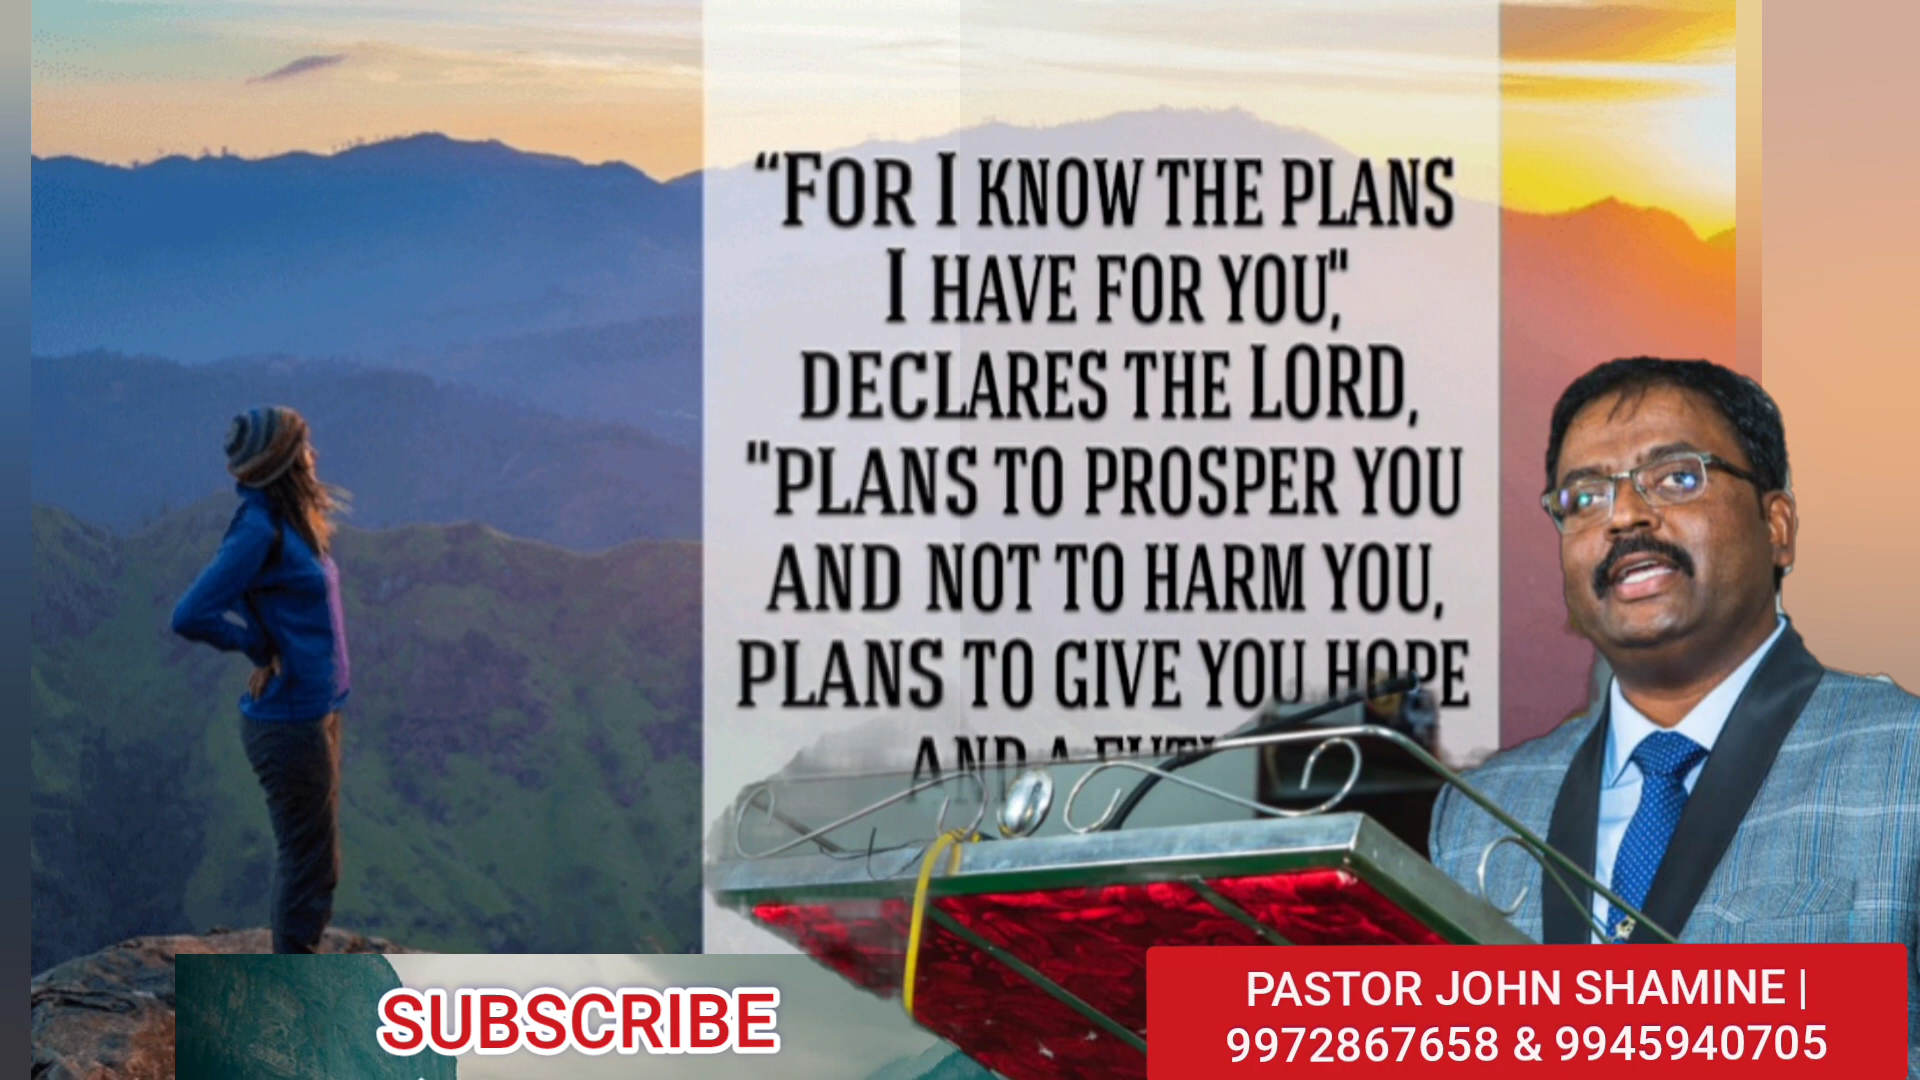 “FOR I KNOW THE PLANS
I HAVE FOR YOU",
DECLARES THE LORD,
"PLANS TO PROSPER YOU
AND NOT TO HARM YOU,
PLANS TO GIVE YOU HOPE
AND A
SUBSCRIBE
PASTOR JOHN SHAMINE |
9972867658 & 9945940705